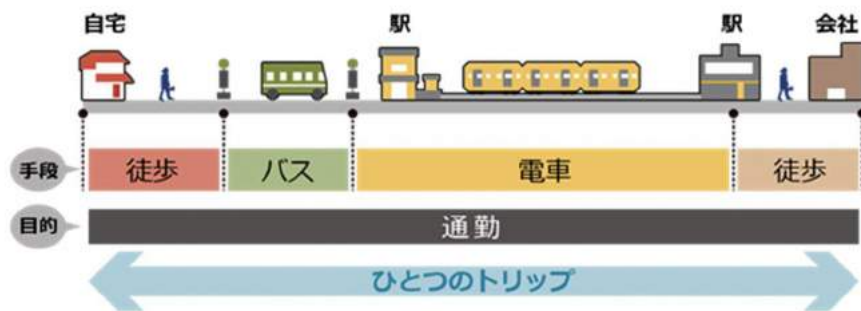 自宅 駅 駅 会社
手段 徒歩 バス 電車 徒歩
目的 通勤
ひとつのトリップ